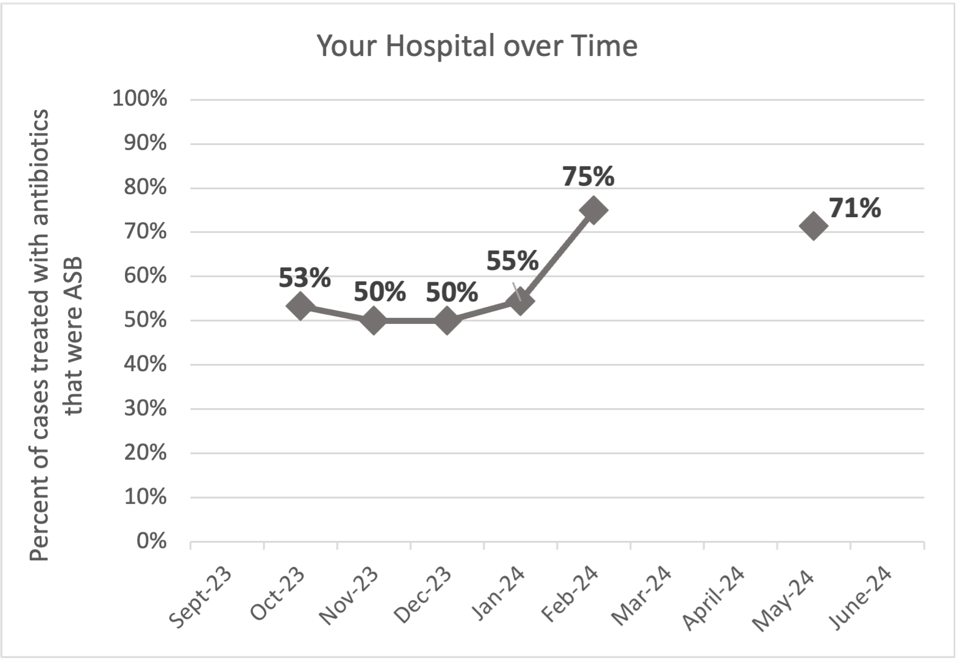 Your Hospital over Time
Percent of cases treated with antibiotics
that were ASB
100%
90%
80%
70%
60%
50%
40%
30%
20%
10%
0%
53%
50%
50%
55%
75%
71%
Sept-23
Oct-23
Nov-23
Dec-23
Jan-24
Feb-24
Mar-24
April-24
May-24
June-24